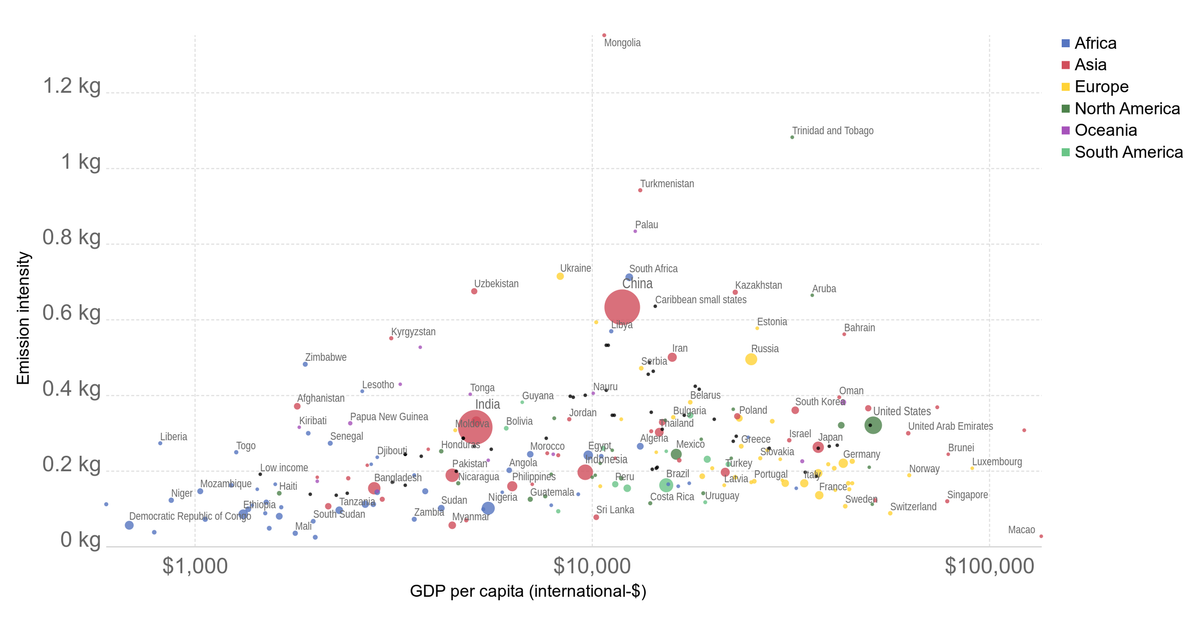 Africa
Asia
Europe
North America
Oceania
South America
Mongolia
1.2 kg
Trinidad and Tobago
1 kg
Turkmenistan
Palau
0.8 kg
Ukraine
South Africa
Uzbekistan
China
Kazakhstan
Aruba
Caribbean small states
0.6 kg
Libya
Estonia
Kyrgyzstan
Bahrain
Iran
Russia
Zimbabwe
Serbia
Lesotho
Tonga
Nauru
Oman
0.4 kg
Afghanistan
Guyana
Belarus
India
South Korea
Kiribati
Papua New Guinea
Moldova
Bolivia
Jordan
Thailand
Bulgaria
Poland
United States
United Arab Emirates
Liberia
Togo
Senegal
Djibouti
Honduras
Morocco
Egypt
Algeria
Mexico
Greece
Slovakia
Israel
Japan
Brunei
Low income
Pakistan
Angola
Indonesia
Turkey
Germany
Norway
Luxembourg
0.2 kg
Niger
Mozambique
Haiti
Bangladesh
Nicaragua
Philippines
Peru
Brazil
Latvia
Portugal
Italy
France
Ethiopia
Tanzania
Sudan
Nigeria
Guatemala
Costa Rica
Uruguay
Sweden
Switzerland
Singapore
Democratic Republic of Congo
Mali
South Sudan
Zambia
Myanmar
Sri Lanka
Macao
0 kg
$1,000
$10,000
$100,000
GDP per capita (international-$)
Emission intensity